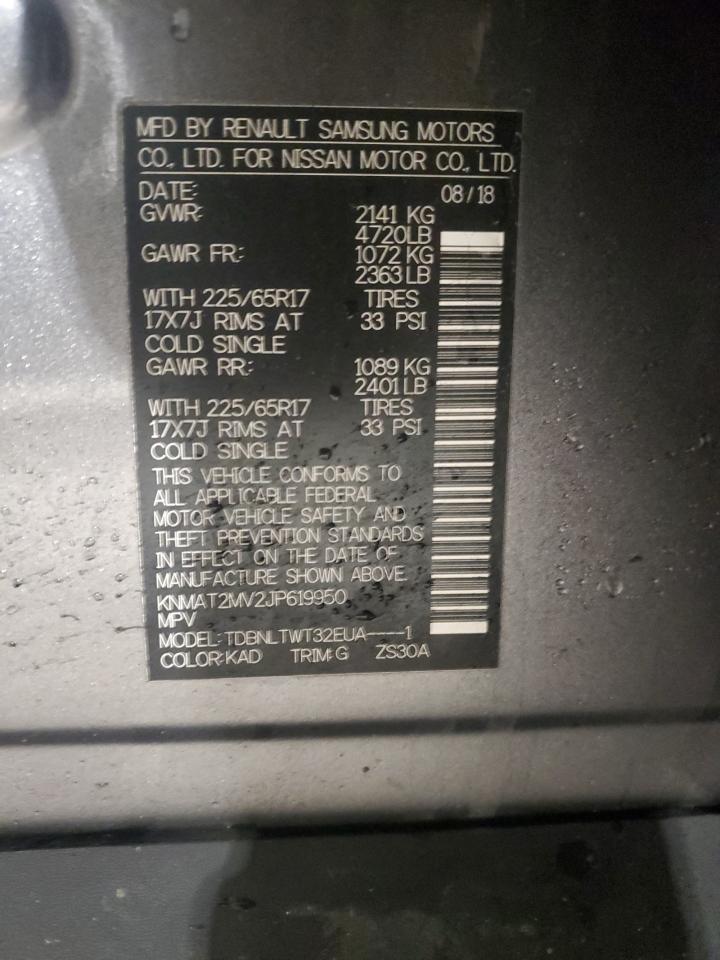 MFD BY RENAULT SAMSUNG MOTORS
CO., LTD. FOR NISSAN MOTOR CO., LTD.
DATE: 08/18
GVWR: 2141 KG
4720LB
GAWR FR: 1072 KG
2363LB
WITH 225/65R17 TIRES
17X7J RIMS AT 33 PSI
COLD SINGLE
GAWR RR: 1089 KG
2401LB
WITH 225/65R17 TIRES
17X7J RIMS AT 33 PSI
COLD SINGLE
THIS VEHICLE CONFORMS TO
ALL APPLICABLE FEDERAL
MOTOR VEHICLE SAFETY AND
THEFT PREVENTION STANDARDS
IN EFFECT ON THE DATE OF
MANUFACTURE SHOWN ABOVE.
KNMAT2MV2JP619950
MPV
MODEL: TDBNLTWT32EUA----1
COLOR:KAD TRIM:G ZS30A